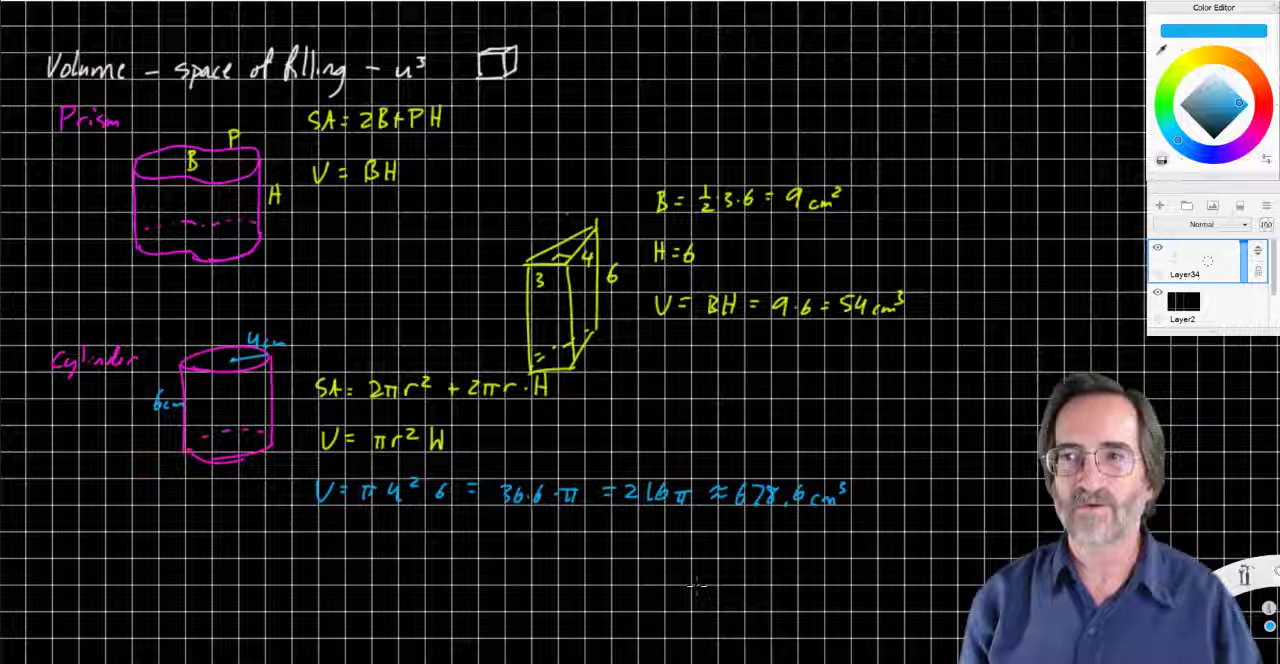 Color Editor
Volume - space of filling - u³
Prism
SA = 2B + PH
P
B
V = BH
H
B = 1/2 · 3 · 6 = 9 cm²
H = 6
V = BH = 9 · 6 = 54 cm³
4
3
6
Normal
100
Layer34
Layer2
Cylinder
4cm
6cm
SA = 2πr² + 2πr · H
V = πr² H
V = π 4² 6 = 36 · 6 · π = 216π ≈ 678.6 cm³